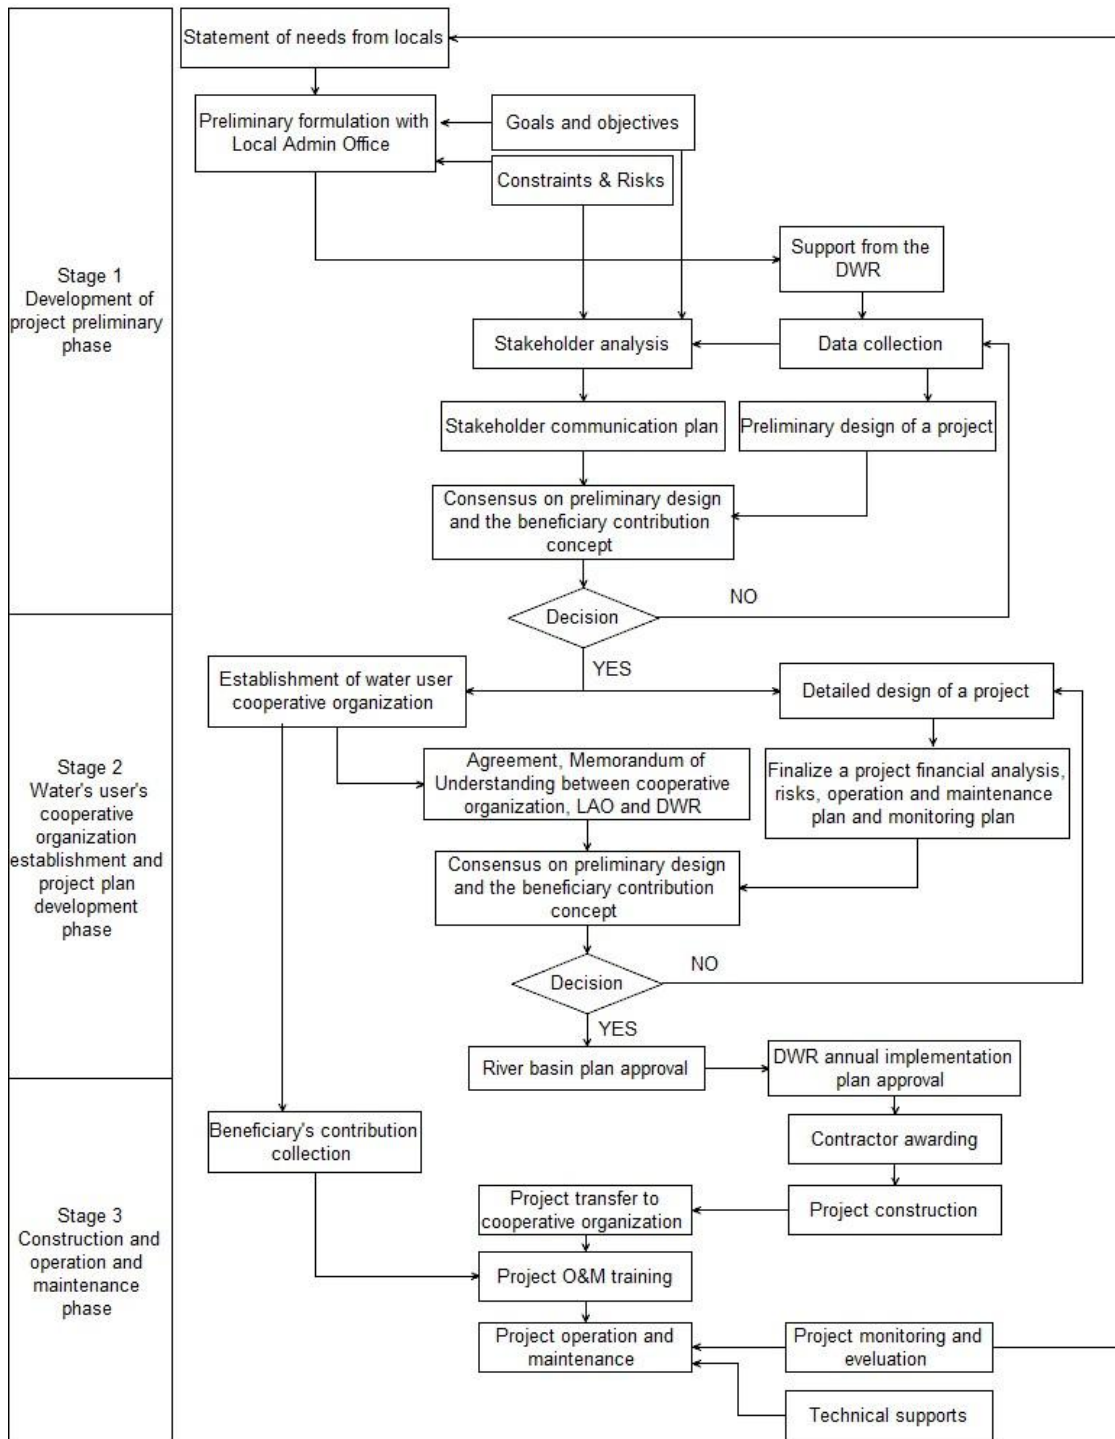 Statement of needs from locals
Preliminary formulation with
Local Admin Office
Goals and objectives
Constraints & Risks
Support from the
DWR
Stage 1
Development of
project preliminary
phase
Stakeholder analysis
Data collection
Stakeholder communication plan
Preliminary design of a project
Consensus on preliminary design
and the beneficiary contribution
concept
Decision
NO
YES
Establishment of water user
cooperative organization
Detailed design of a project
Stage 2
Water's user's
cooperative
organization
establishment and
project plan
development
phase
Agreement, Memorandum of
Understanding between cooperative
organization, LAO and DWR
Finalize a project financial analysis,
risks, operation and maintenance
plan and monitoring plan
Consensus on preliminary design
and the beneficiary contribution
concept
Decision
NO
YES
River basin plan approval
DWR annual implementation
plan approval
Beneficiary's contribution
collection
Contractor awarding
Stage 3
Construction and
operation and
maintenance
phase
Project transfer to
cooperative organization
Project construction
Project O&M training
Project operation and
maintenance
Project monitoring and
eveluation
Technical supports